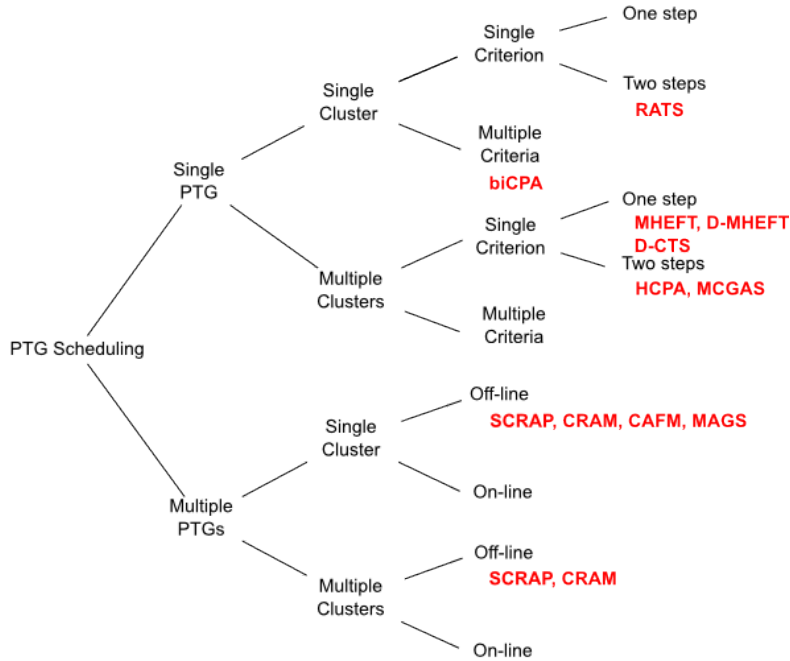 One step
Single
Criterion
Two steps
RATS
Single
Cluster
Multiple
Criteria
biCPA
Single
PTG
One step
MHEFT, D-MHEFT
D-CTS
Single
Criterion
Two steps
HCPA, MCGAS
Multiple
Clusters
Multiple
Criteria
PTG Scheduling
Off-line
SCRAP, CRAM, CAFM, MAGS
Single
Cluster
On-line
Multiple
PTGs
Off-line
SCRAP, CRAM
Multiple
Clusters
On-line